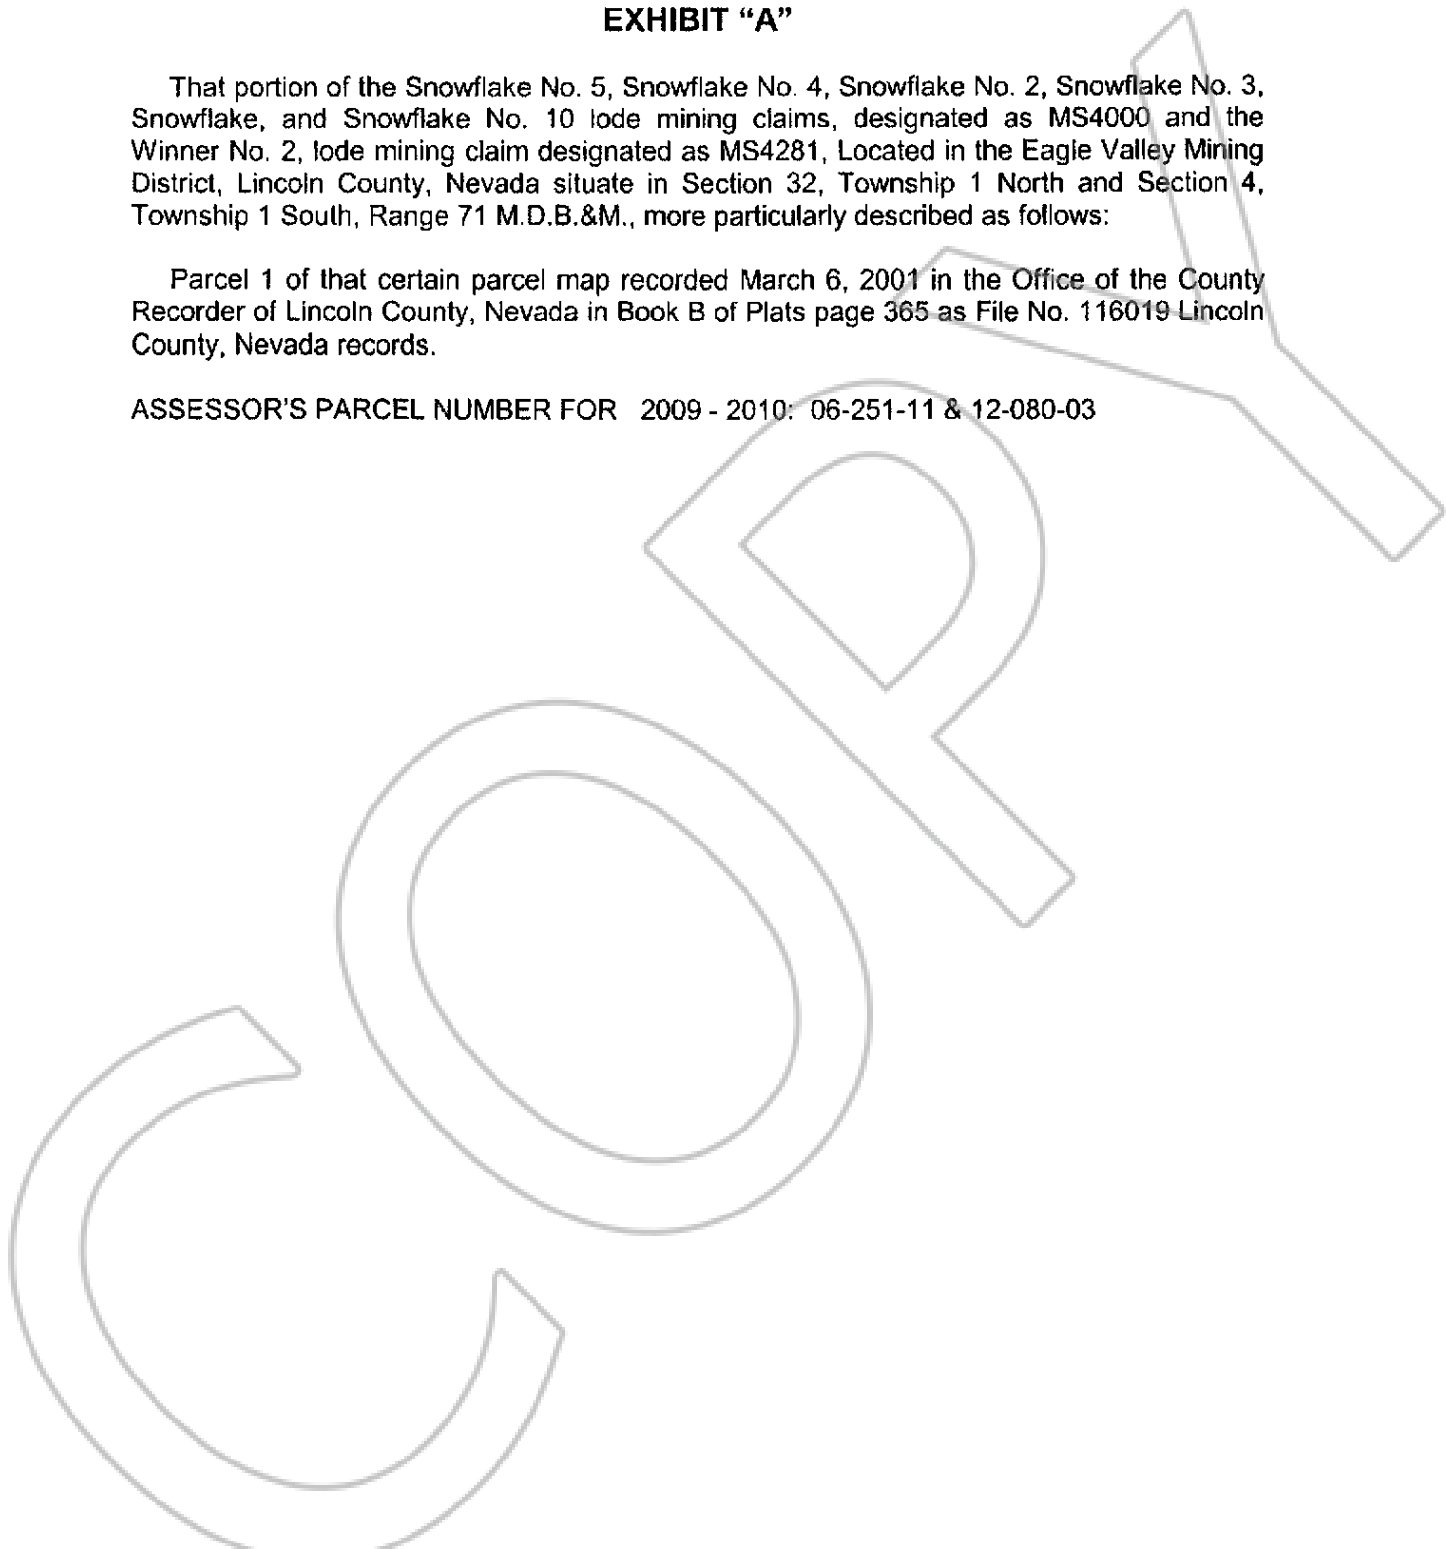 EXHIBIT “A”
That portion of the Snowflake No. 5, Snowflake No. 4, Snowflake No. 2, Snowflake No. 3,
Snowflake, and Snowflake No. 10 lode mining claims, designated as MS4000 and the
Winner No. 2, lode mining claim designated as MS4281, Located in the Eagle Valley Mining
District, Lincoln County, Nevada situate in Section 32, Township 1 North and Section 4,
Township 1 South, Range 71 M.D.B.&M., more particularly described as follows:
Parcel 1 of that certain parcel map recorded March 6, 2001 in the Office of the County
Recorder of Lincoln County, Nevada in Book B of Plats page 365 as File No. 116019 Lincoln
County, Nevada records.
ASSESSOR'S PARCEL NUMBER FOR 2009 - 2010: 06-251-11 & 12-080-03
COPY